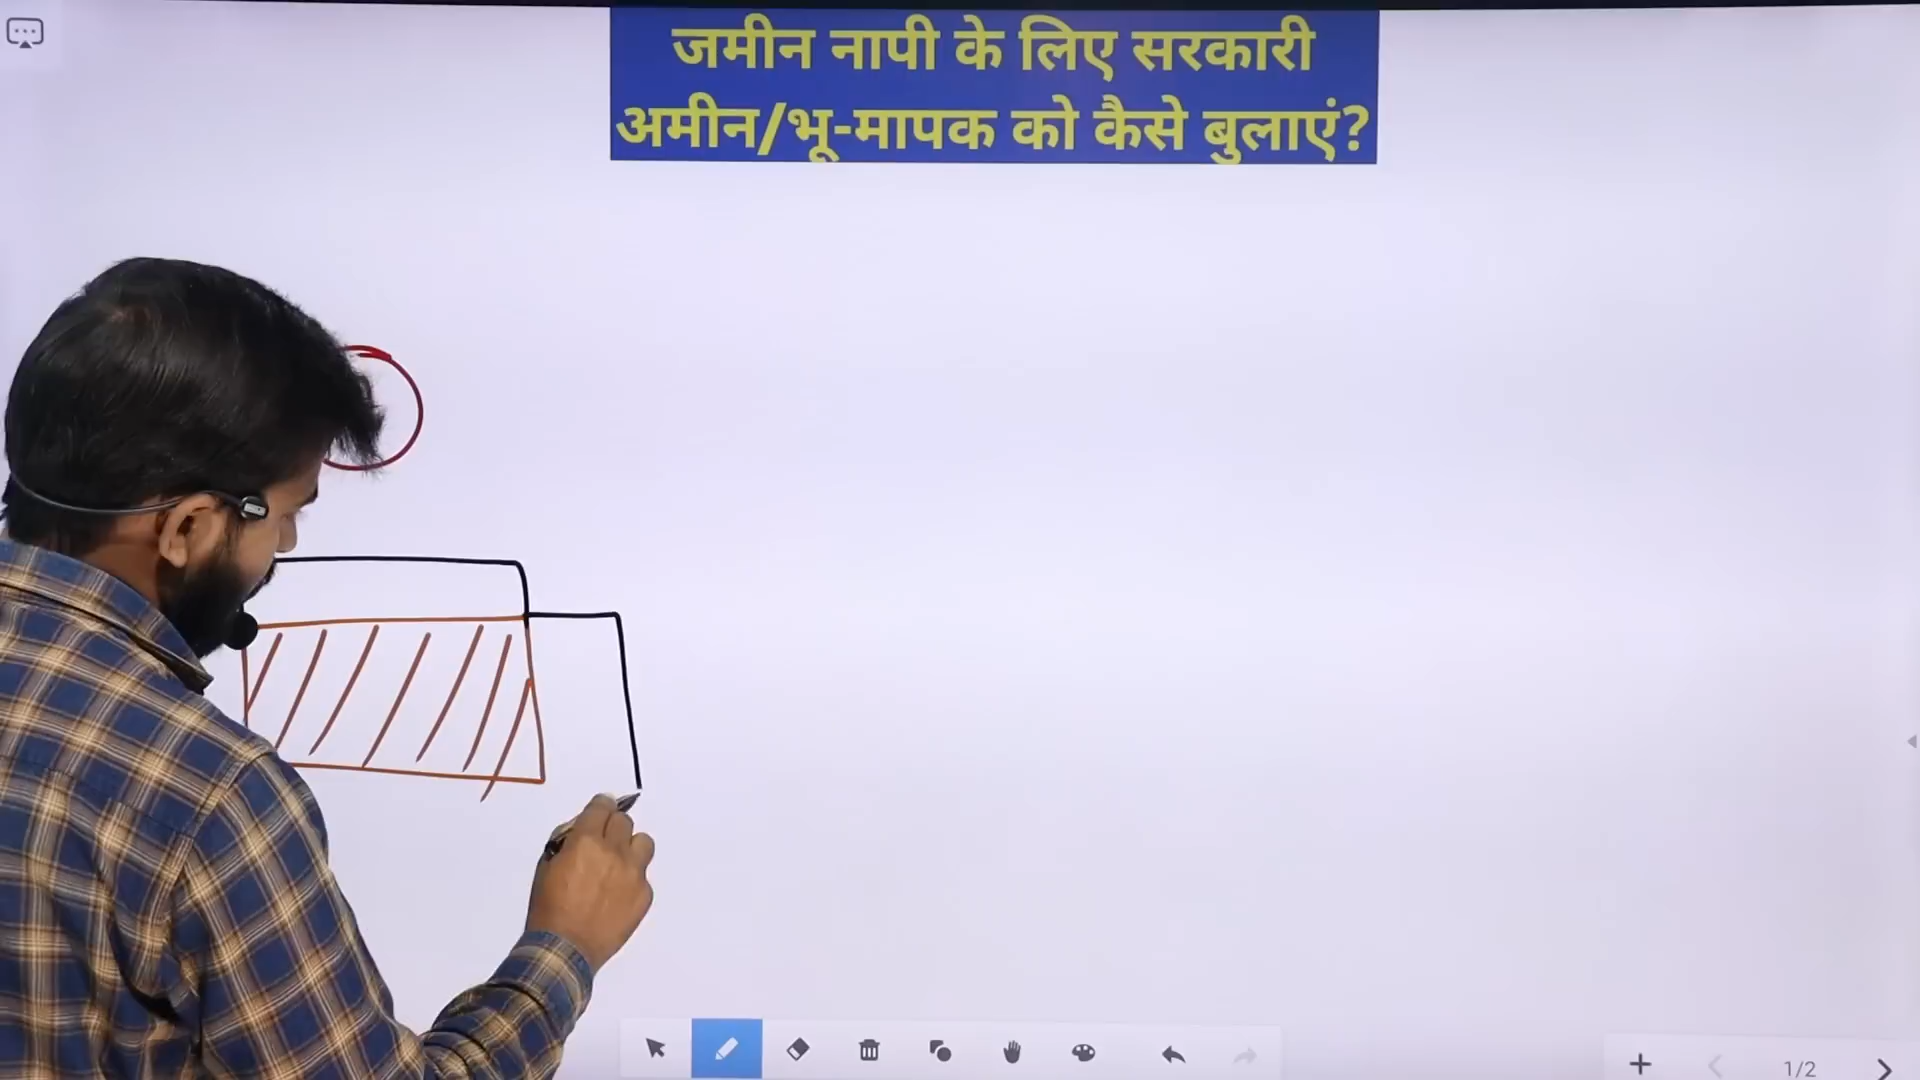 जमीन नापी के लिए सरकारी
अमीन/भू-मापक को कैसे बुलाएं?
1/2